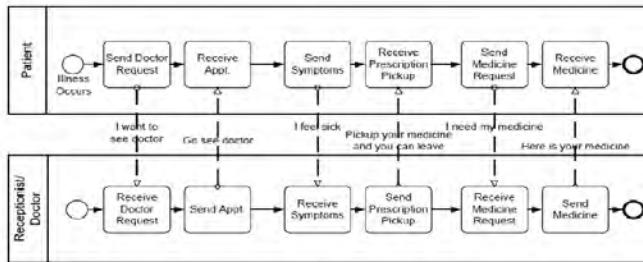 Patient
Illness
Occurs
Send Doctor
Request
Receive
Appt.
Send
Symptoms
Receive
Prescription
Pickup
Send
Medicine
Request
Receive
Medicine
I want to
see doctor
Go see doctor
I feel sick
Pickup your medicine
and you can leave
I need my medicine
Here is your medicine
Receptionist/
Doctor
Receive
Doctor
Request
Send Appt.
Receive
Symptoms
Send
Prescription
Pickup
Receive
Medicine
Request
Send
Medicine